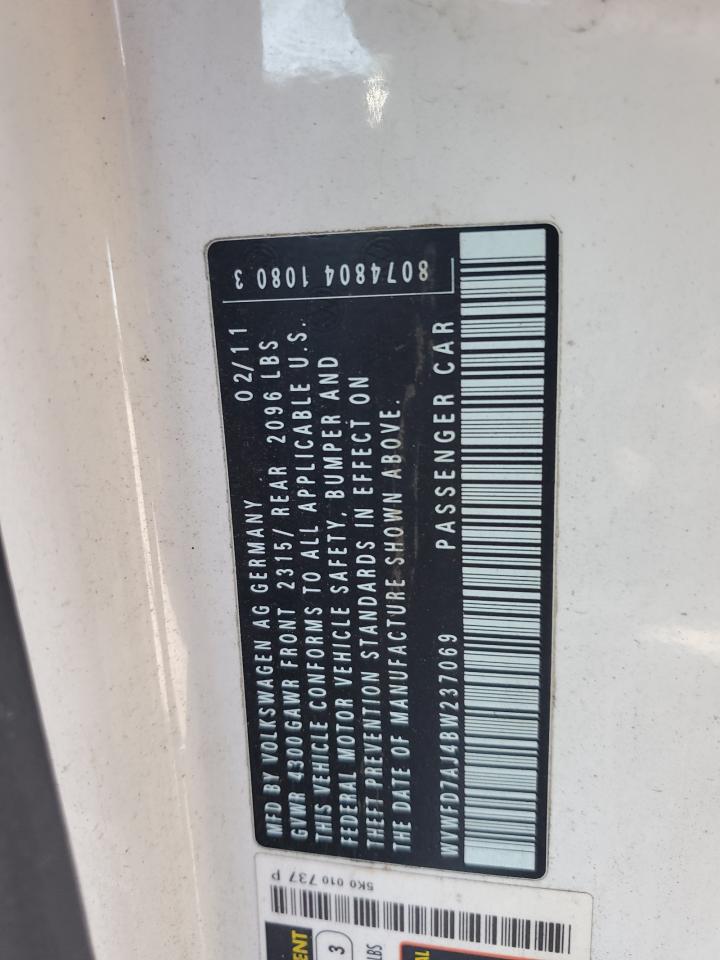 8074804 1080 3
MFD BY VOLKSWAGEN AG GERMANY 02/11
GVWR 4300 GAWR FRONT 2315/ REAR 2096 LBS
THIS VEHICLE CONFORMS TO ALL APPLICABLE U.S.
FEDERAL MOTOR VEHICLE SAFETY, BUMPER AND
THEFT PREVENTION STANDARDS IN EFFECT ON
THE DATE OF MANUFACTURE SHOWN ABOVE.
WVWFD7AJ4BW237069 PASSENGER CAR
5K0 010 737 P
ENT
3
LBS
AL